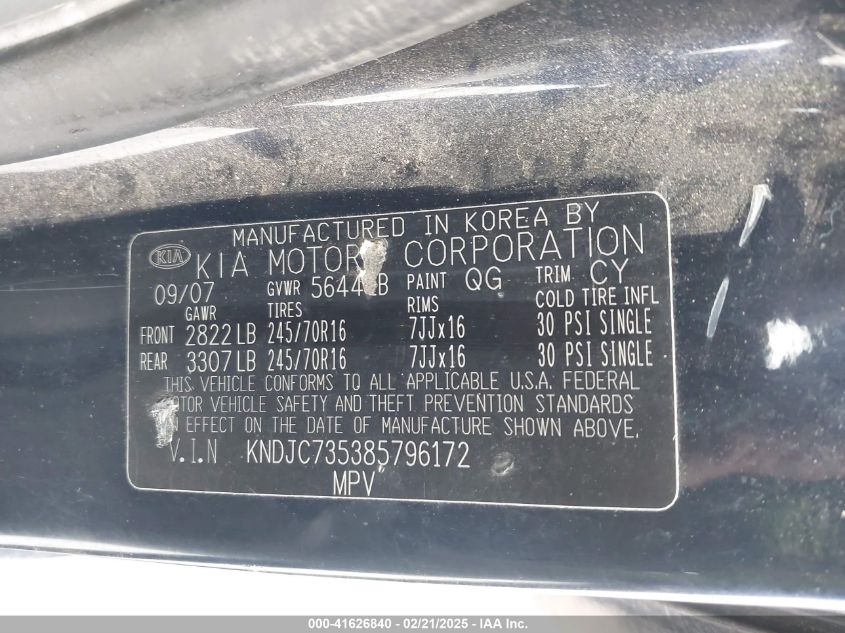 MANUFACTURED IN KOREA BY
KIA KIA MOTOR CORPORATION
09/07 GVWR 5644LB PAINT QG TRIM CY
GAWR TIRES RIMS COLD TIRE INFL
FRONT 2822LB 245/70R16 7JJx16 30 PSI SINGLE
REAR 3307LB 245/70R16 7JJx16 30 PSI SINGLE
THIS VEHICLE CONFORMS TO ALL APPLICABLE U.S.A. FEDERAL
VEHICLE SAFETY AND THEFT PREVENTION STANDARDS
EFFECT ON THE DATE OF MANUFACTURE SHOWN ABOVE.
V.I.N KNDJC735385796172
MPV
000-41626840 - 02/21/2025 - IAA Inc.